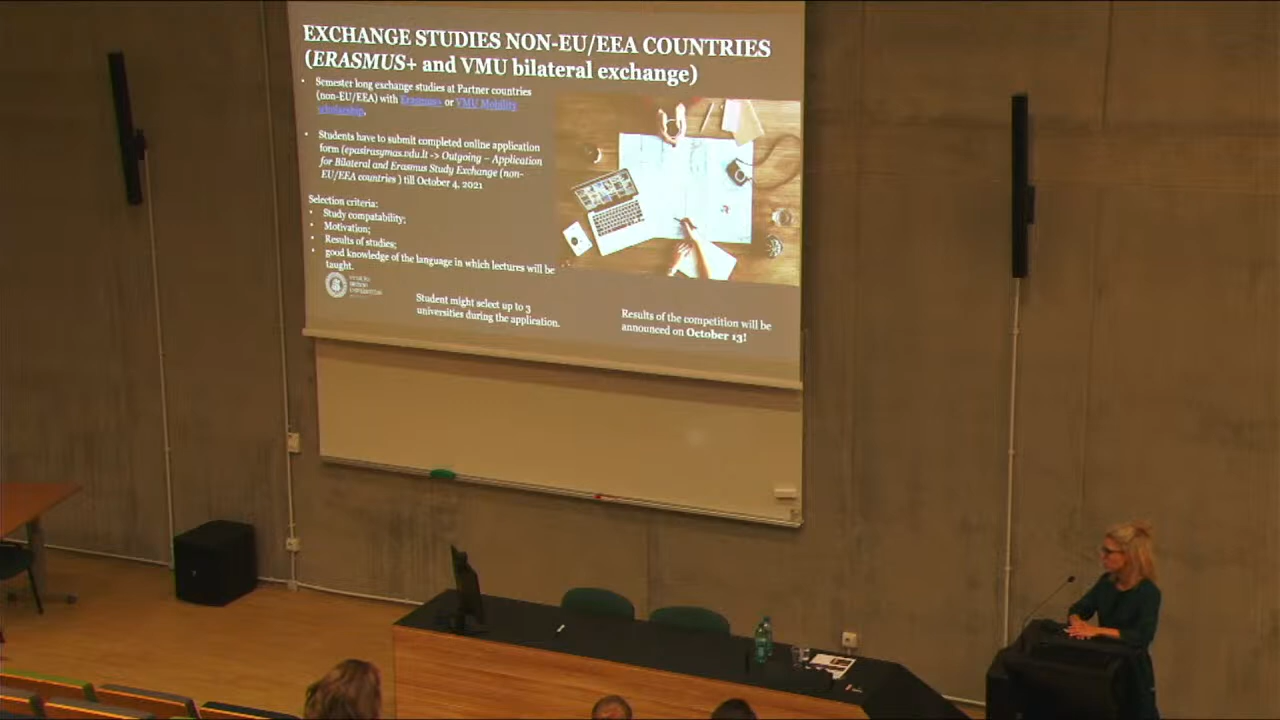 EXCHANGE STUDIES NON-EU/EEA COUNTRIES
(ERASMUS+ and VMU bilateral exchange)
• Semester long exchange studies at Partner countries
(non-EU/EEA) with Erasmus+ or VMU Mobility
scholarship.
• Students have to submit completed online application
form (epasirasymas.vdu.lt -> Outgoing – Application
for Bilateral and Erasmus Study Exchange (non-
EU/EEA countries ) till October 4, 2021
Selection criteria:
• Study compatability;
• Motivation;
• Results of studies;
• good knowledge of the language in which lectures will be
taught.
Student might select up to 3
universities during the application.
Results of the competition will be
announced on October 13!